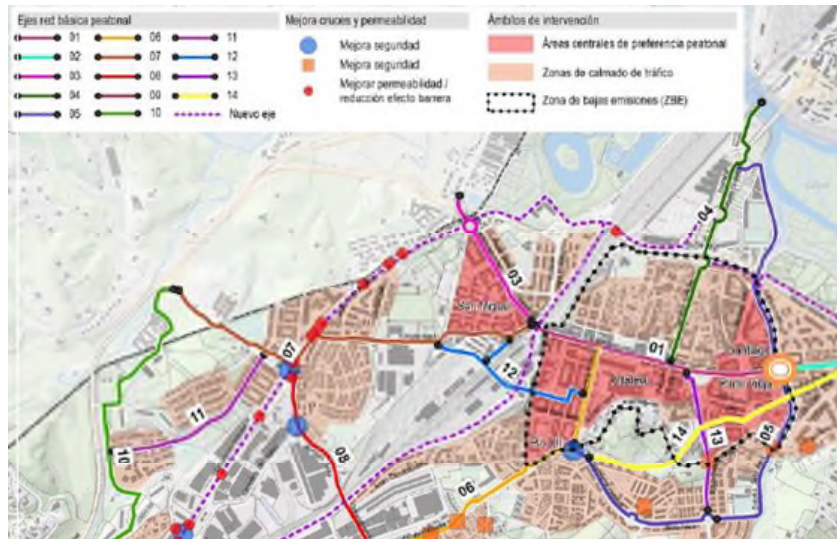 Ejes red básica peatonal
01
02
03
04
05
06
07
08
09
10
11
12
13
14
Nuevo eje
Mejora cruces y permeabilidad
Mejora seguridad
Mejora seguridad
Mejorar permeabilidad /
reducción efecto barrera
Ámbitos de intervención
Áreas centrales de preferencia peatonal
Zonas de calmado de tráfico
Zona de bajas emisiones (ZBE)
04
03
San Miguel
07
01
12
11
14
13
05
10
08
06